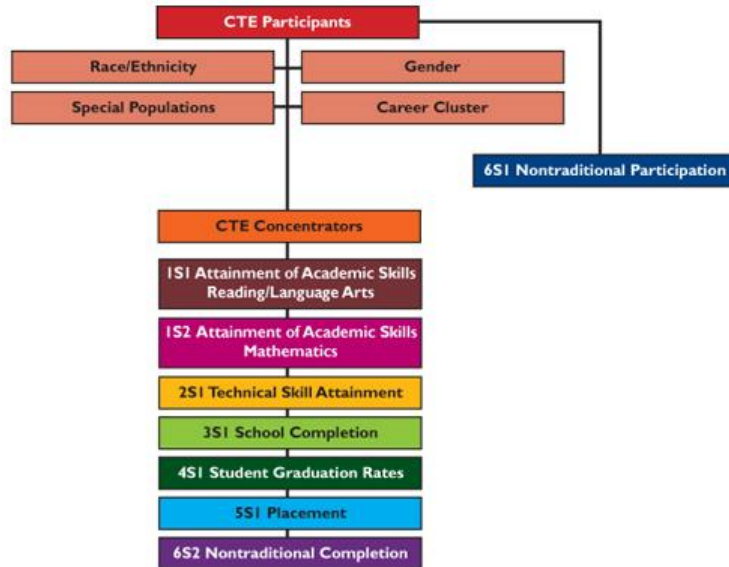 CTE Participants
Race/Ethnicity
Gender
Special Populations
Career Cluster
6S1 Nontraditional Participation
CTE Concentrators
1S1 Attainment of Academic Skills
Reading/Language Arts
1S2 Attainment of Academic Skills
Mathematics
2S1 Technical Skill Attainment
3S1 School Completion
4S1 Student Graduation Rates
5S1 Placement
6S2 Nontraditional Completion